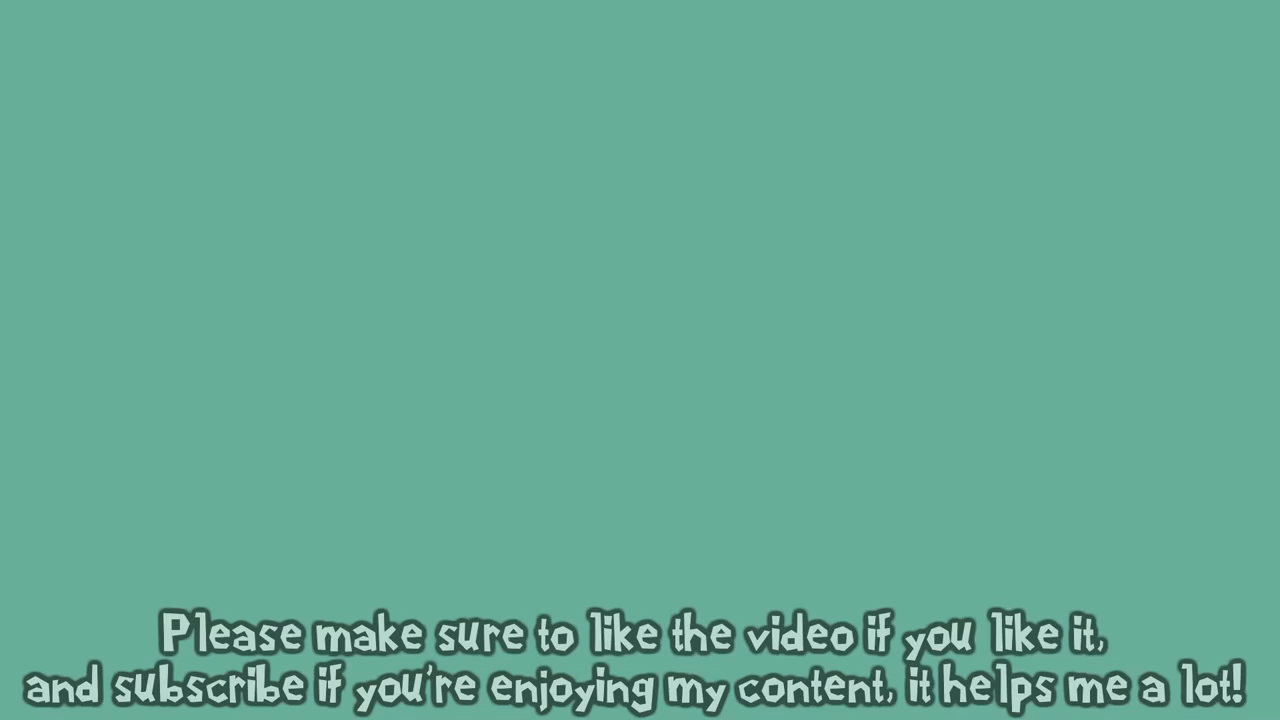 Please make sure to like the video if you like it,
and subscribe if you're enjoying my content, it helps me a lot!